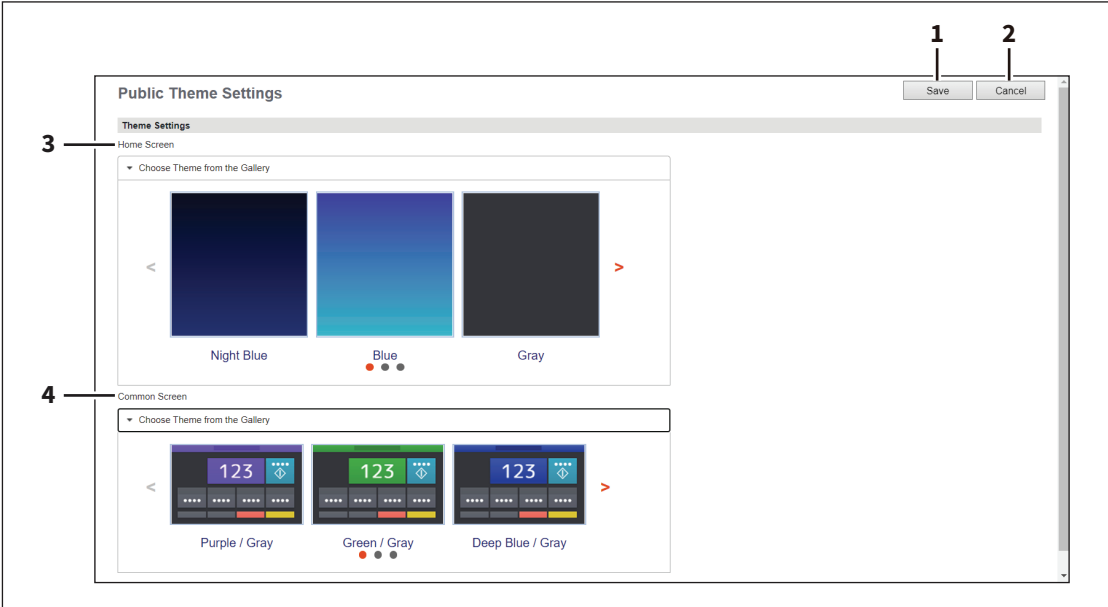 1 2
Public Theme Settings Save Cancel
Theme Settings
3 Home Screen
Choose Theme from the Gallery
< >
Night Blue Blue Gray
4 Common Screen
Choose Theme from the Gallery
123 123 123
< >
Purple / Gray Green / Gray Deep Blue / Gray